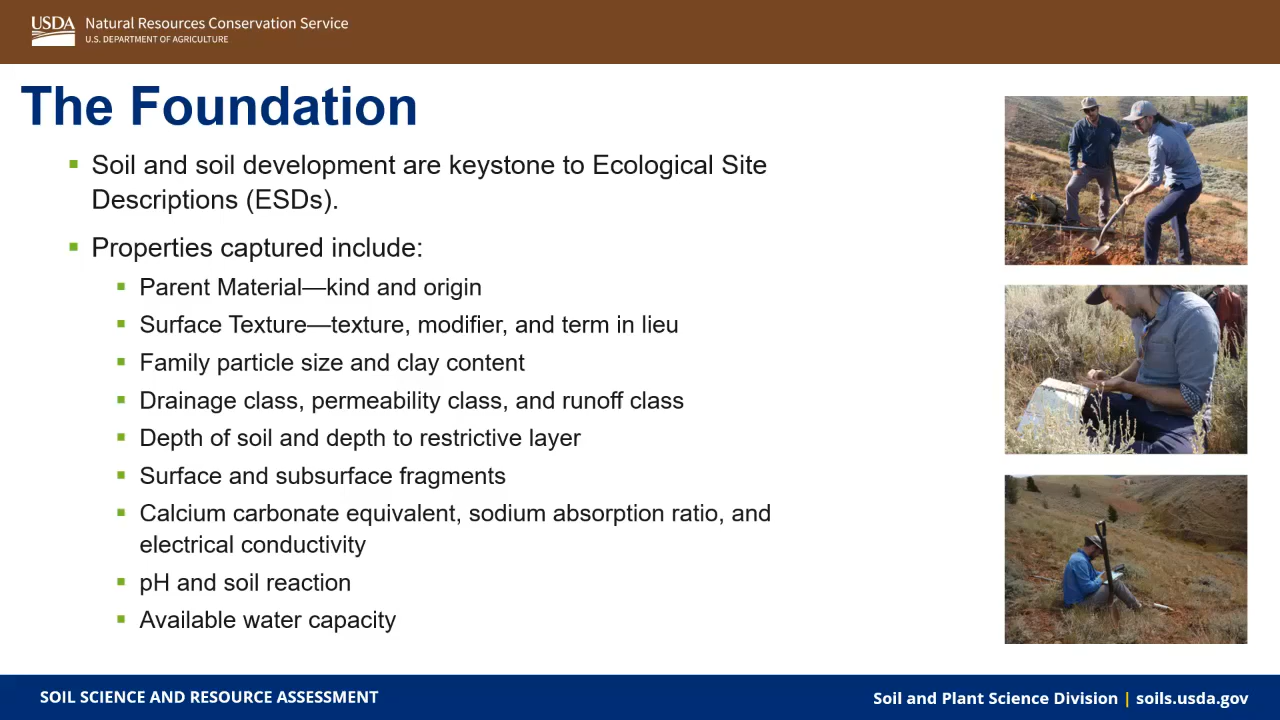 USDA
Natural Resources Conservation Service
U.S. DEPARTMENT OF AGRICULTURE
The Foundation
Soil and soil development are keystone to Ecological Site
Descriptions (ESDs).
Properties captured include:
Parent Material—kind and origin
Surface Texture—texture, modifier, and term in lieu
Family particle size and clay content
Drainage class, permeability class, and runoff class
Depth of soil and depth to restrictive layer
Surface and subsurface fragments
Calcium carbonate equivalent, sodium absorption ratio, and
electrical conductivity
pH and soil reaction
Available water capacity
SOIL SCIENCE AND RESOURCE ASSESSMENT
Soil and Plant Science Division | soils.usda.gov